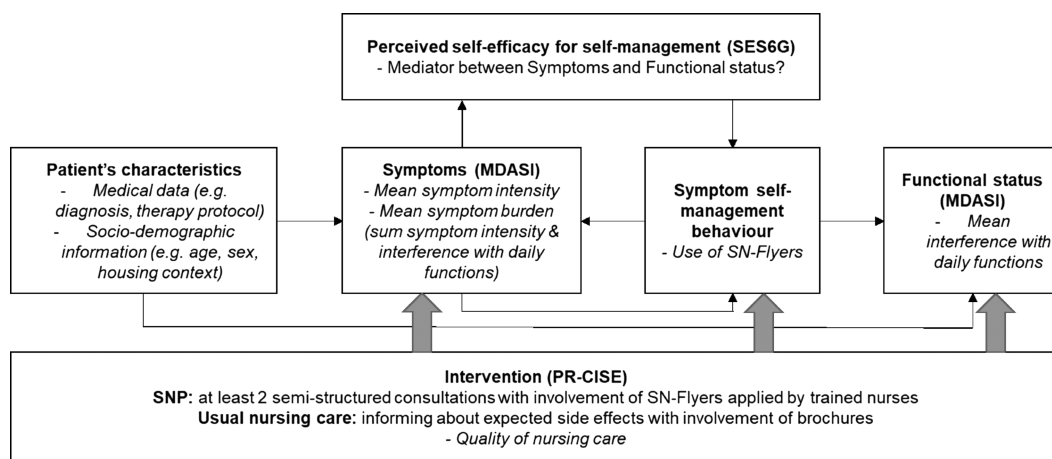 Perceived self-efficacy for self-management (SES6G)
- Mediator between Symptoms and Functional status?
Patient's characteristics
- Medical data (e.g.
diagnosis, therapy protocol)
- Socio-demographic
information (e.g. age, sex,
housing context)
Symptoms (MDASI)
- Mean symptom intensity
- Mean symptom burden
(sum symptom intensity &
interference with daily
functions)
Symptom self-
management
behaviour
- Use of SN-Flyers
Functional status
(MDASI)
- Mean
interference with
daily functions
Intervention (PR-CISE)
SNP: at least 2 semi-structured consultations with involvement of SN-Flyers applied by trained nurses
Usual nursing care: informing about expected side effects with involvement of brochures
- Quality of nursing care